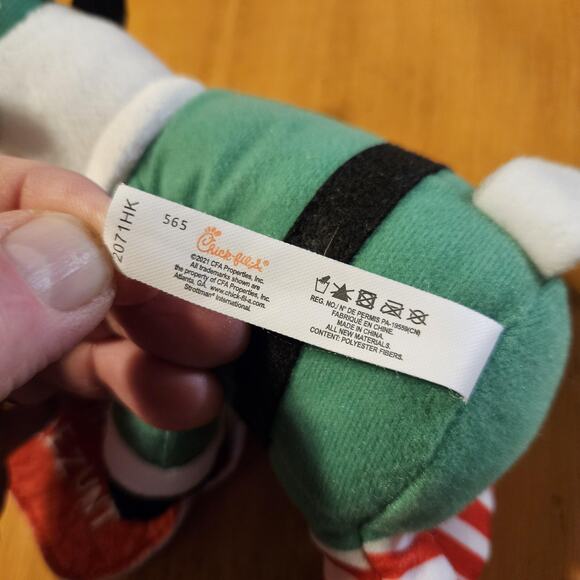 2071HK
565
Chick-fil-A®
©2021 CFA Properties, Inc.
All trademarks shown are
the property of CFA Properties, Inc.
Atlanta, GA. www.chick-fil-a.com.
Strottman® International.
REG. NO./N° DE PERMIS PA-19559(CN)
FABRIQUÉ EN CHINE.
MADE IN CHINA.
ALL NEW MATERIALS.
CONTENT: POLYESTER FIBERS.